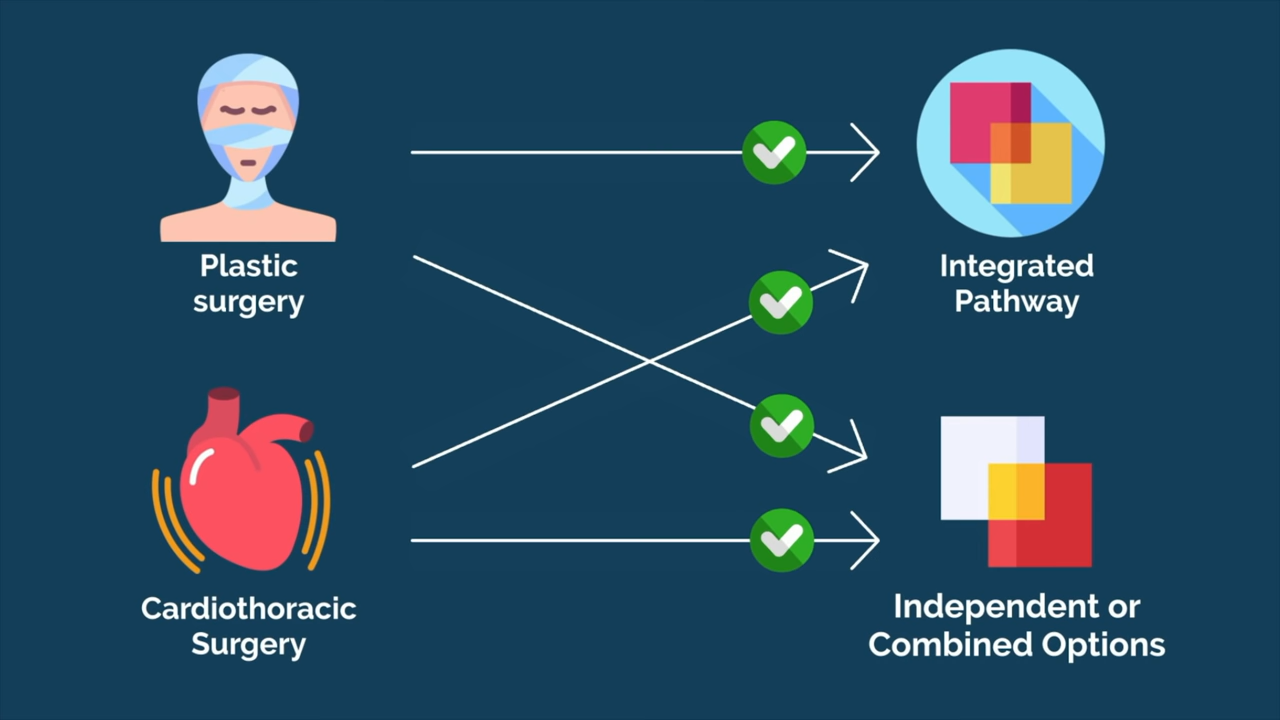 Plastic
surgery
Integrated
Pathway
Cardiothoracic
Surgery
Independent or
Combined Options